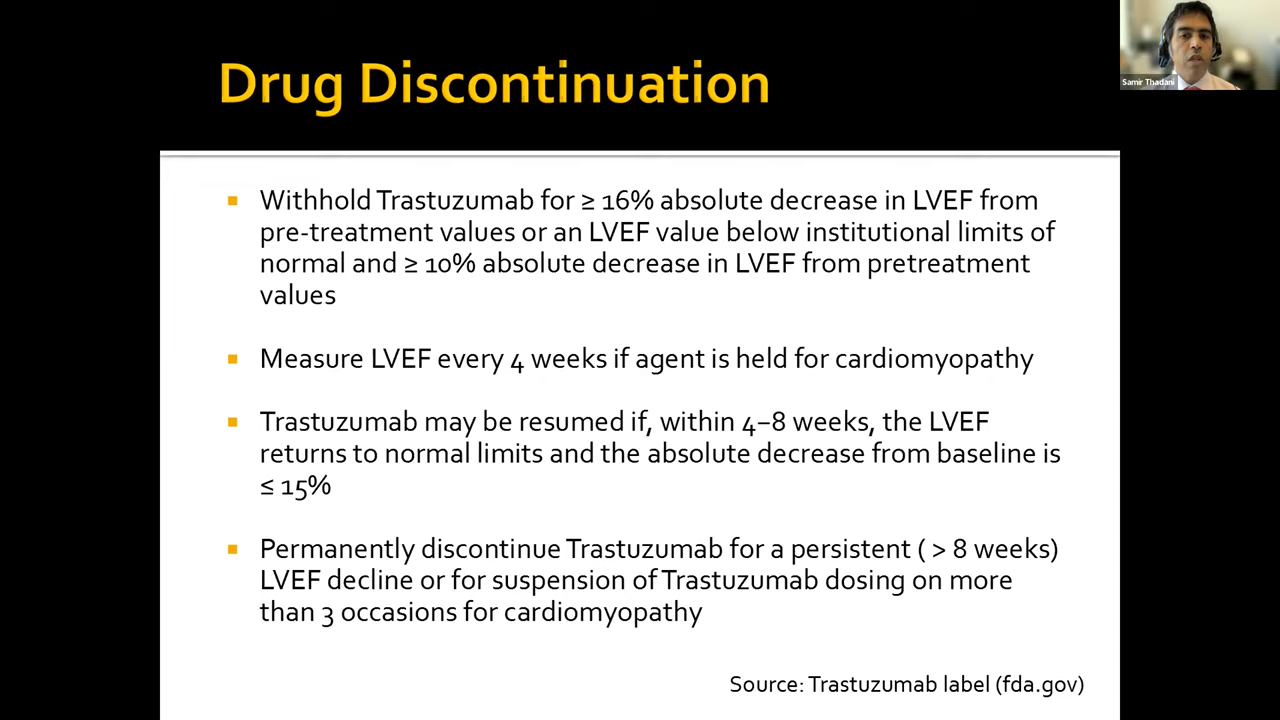 Drug Discontinuation
Samir Thadani
Withhold Trastuzumab for ≥ 16% absolute decrease in LVEF from
pre-treatment values or an LVEF value below institutional limits of
normal and ≥ 10% absolute decrease in LVEF from pretreatment
values
Measure LVEF every 4 weeks if agent is held for cardiomyopathy
Trastuzumab may be resumed if, within 4–8 weeks, the LVEF
returns to normal limits and the absolute decrease from baseline is
≤ 15%
Permanently discontinue Trastuzumab for a persistent ( > 8 weeks)
LVEF decline or for suspension of Trastuzumab dosing on more
than 3 occasions for cardiomyopathy
Source: Trastuzumab label (fda.gov)